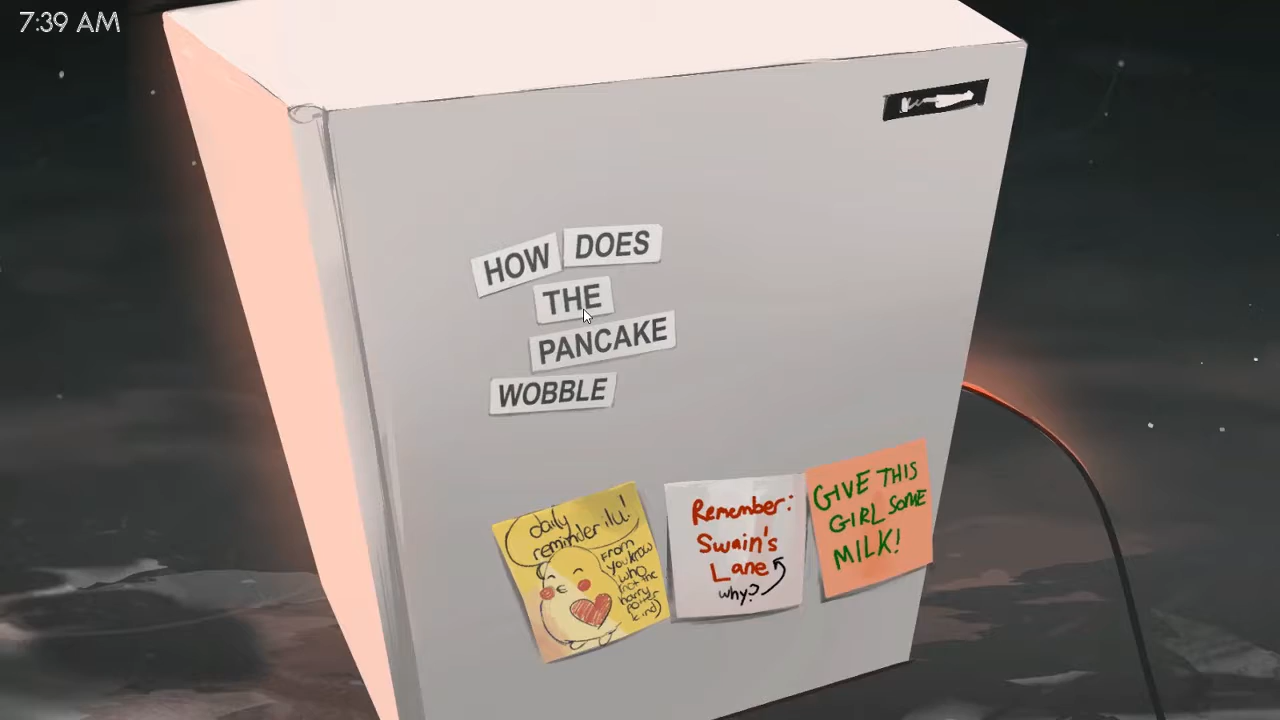 7:39 AM
HOW DOES
THE
PANCAKE
WOBBLE
daily
reminder ilu!
From
you know
who
(not the
harry
potter
kind)
Remember:
Swain's
Lane
why?
GIVE THIS
GIRL SOME
MILK!